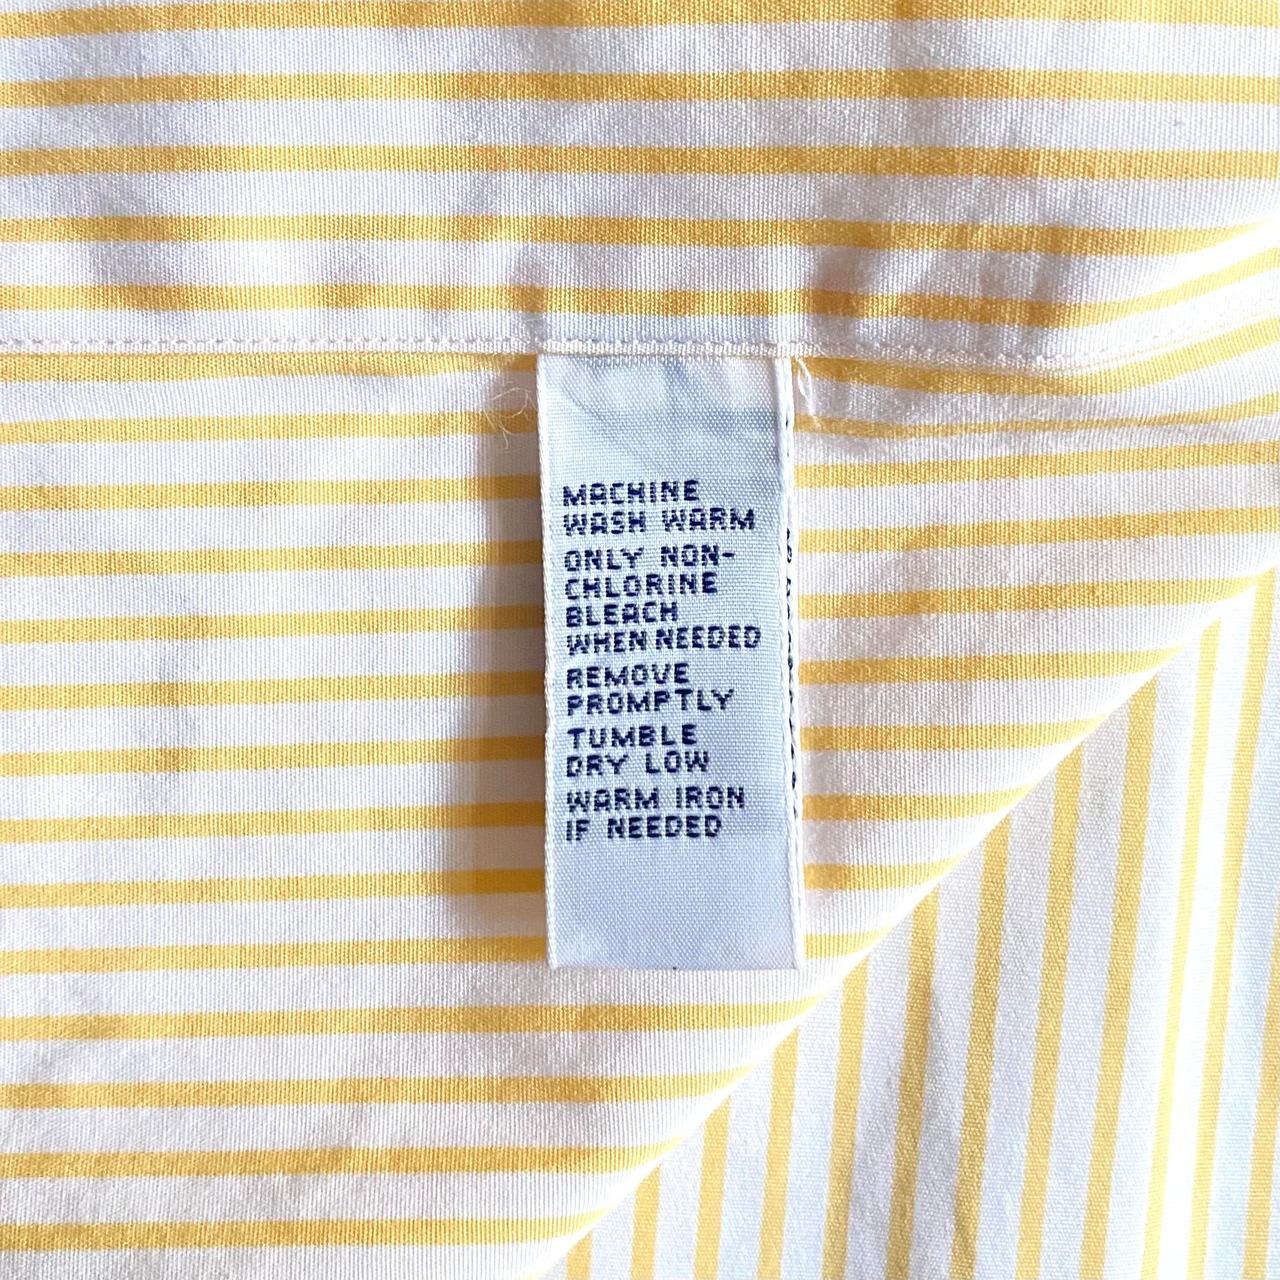 MACHINE
WASH WARM
ONLY NON-
CHLORINE
BLEACH
WHEN NEEDED
REMOVE
PROMPTLY
TUMBLE
DRY LOW
WARM IRON
IF NEEDED